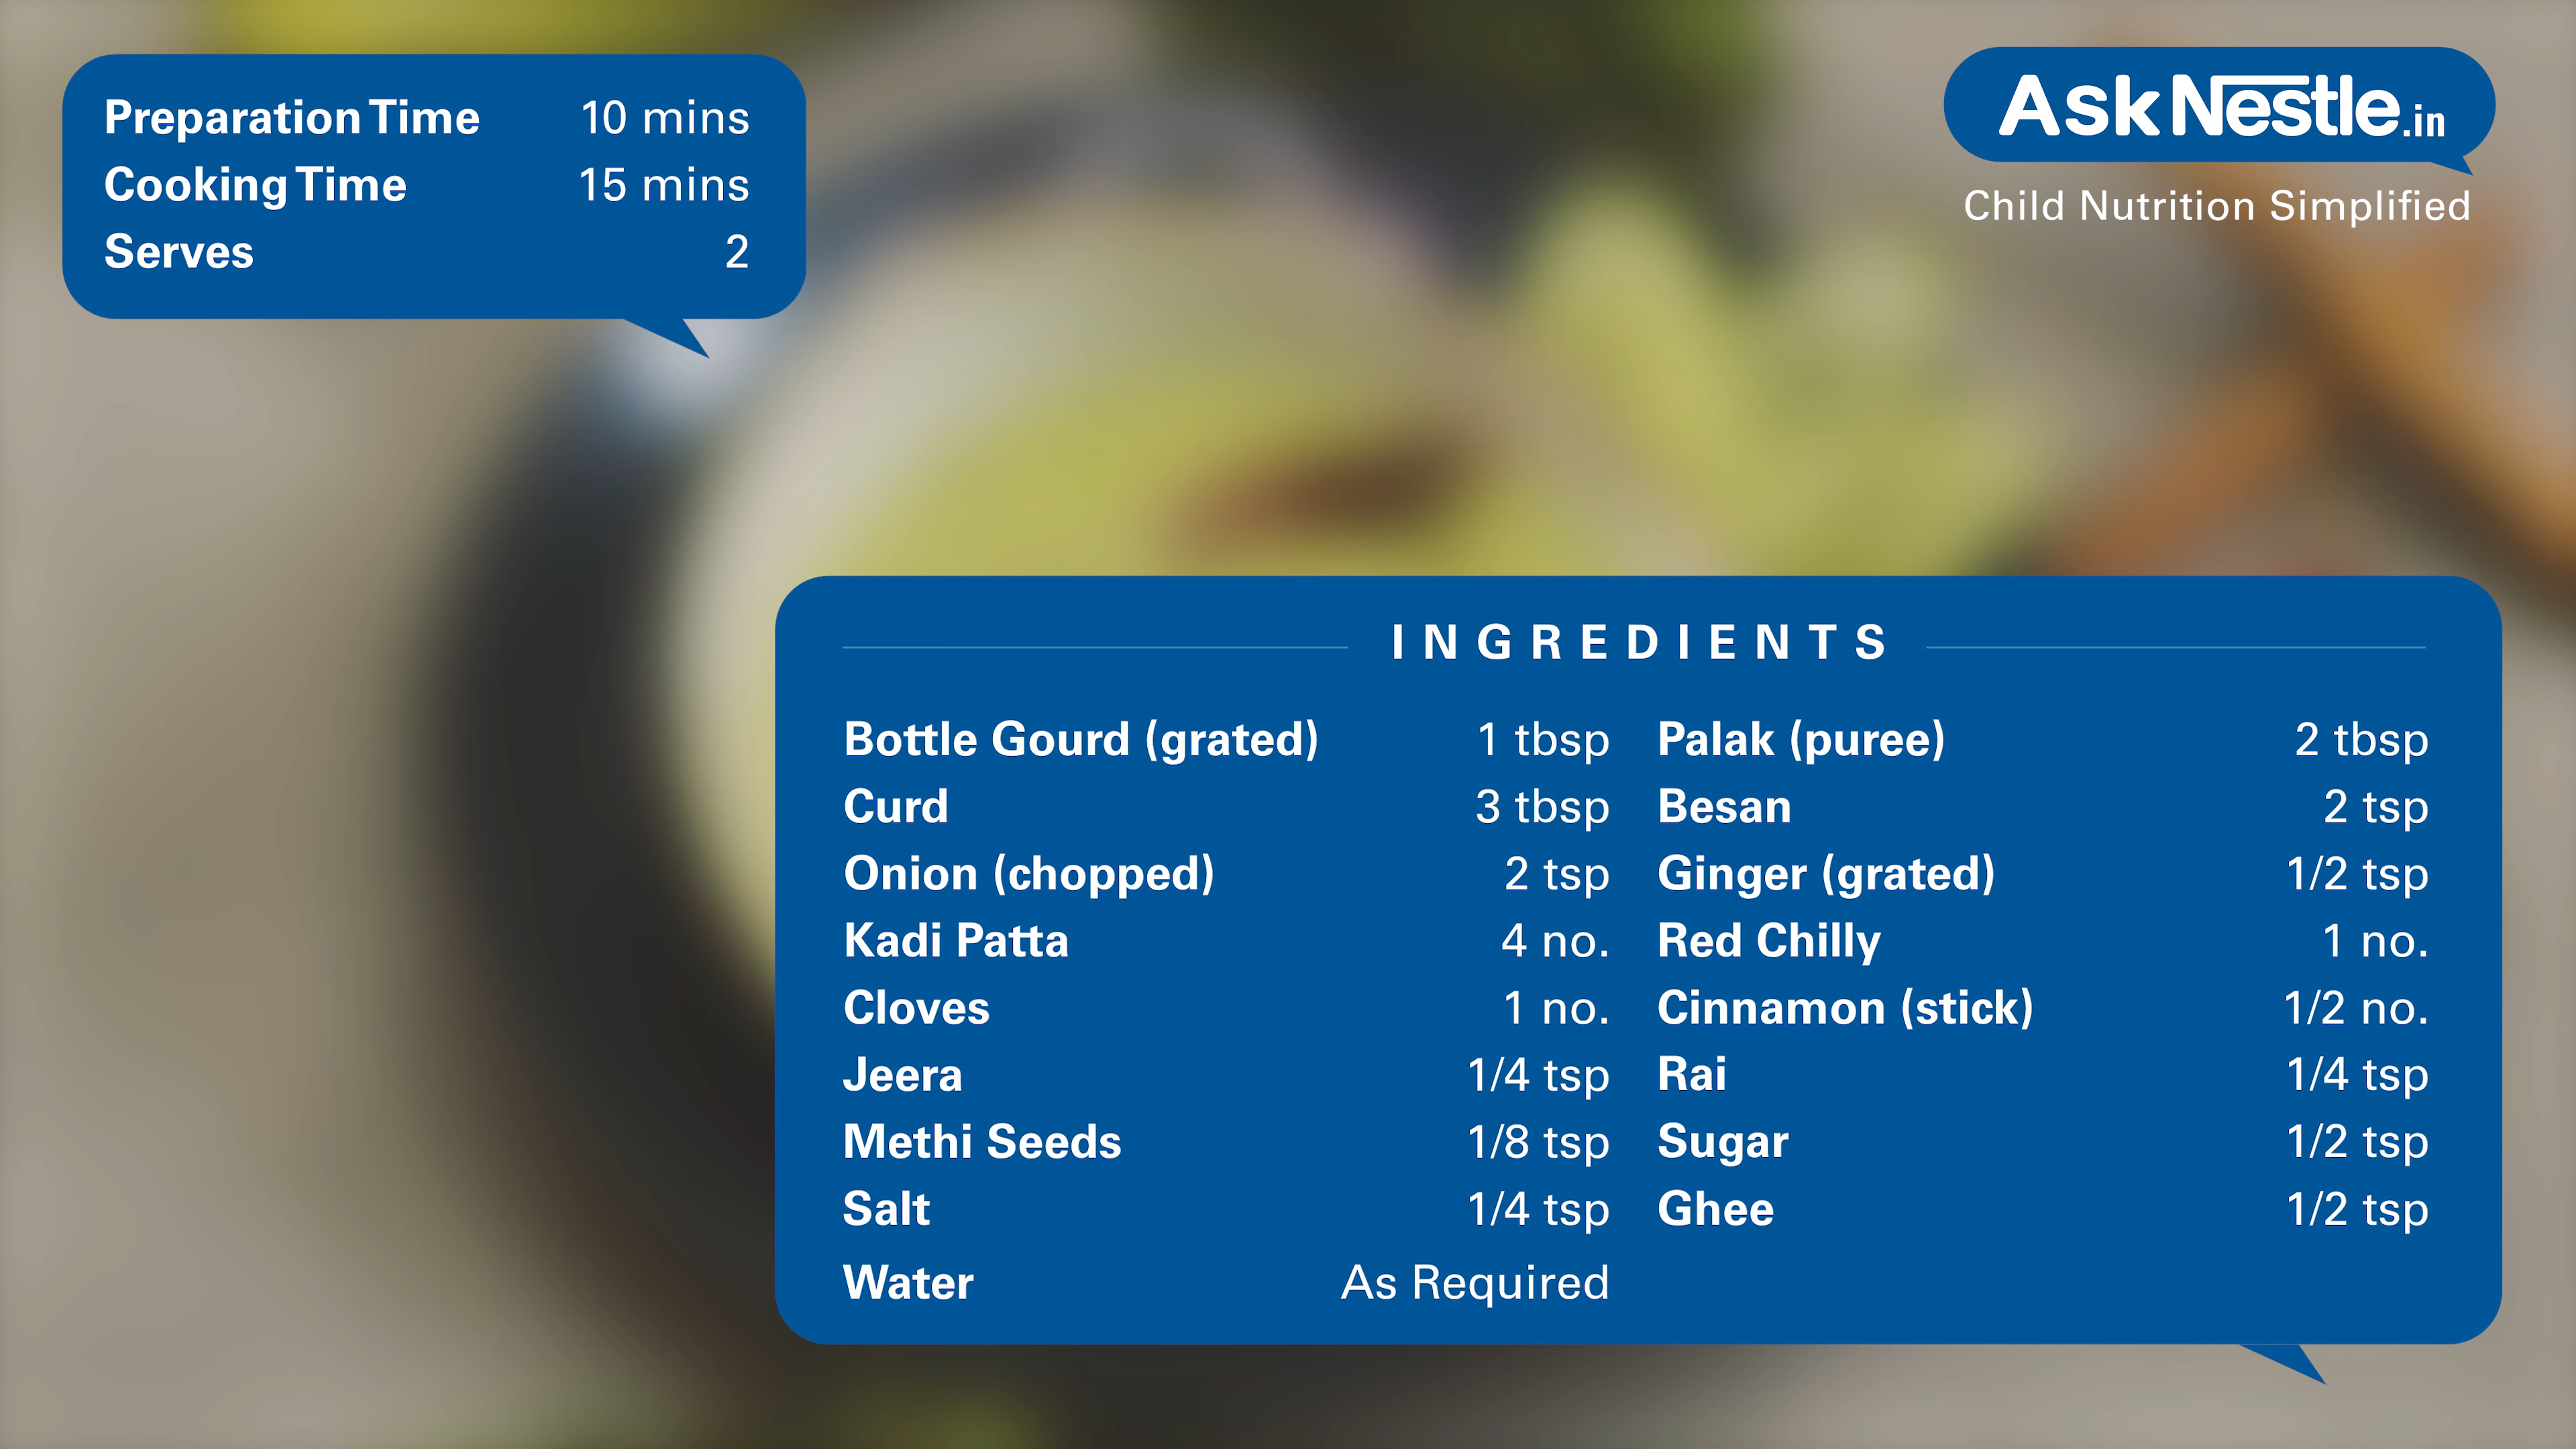 Preparation Time 10 mins
Cooking Time 15 mins
Serves 2
AskNestle.in
Child Nutrition Simplified
INGREDIENTS
Bottle Gourd (grated) 1 tbsp Palak (puree) 2 tbsp
Curd 3 tbsp Besan 2 tsp
Onion (chopped) 2 tsp Ginger (grated) 1/2 tsp
Kadi Patta 4 no. Red Chilly 1 no.
Cloves 1 no. Cinnamon (stick) 1/2 no.
Jeera 1/4 tsp Rai 1/4 tsp
Methi Seeds 1/8 tsp Sugar 1/2 tsp
Salt 1/4 tsp Ghee 1/2 tsp
Water As Required